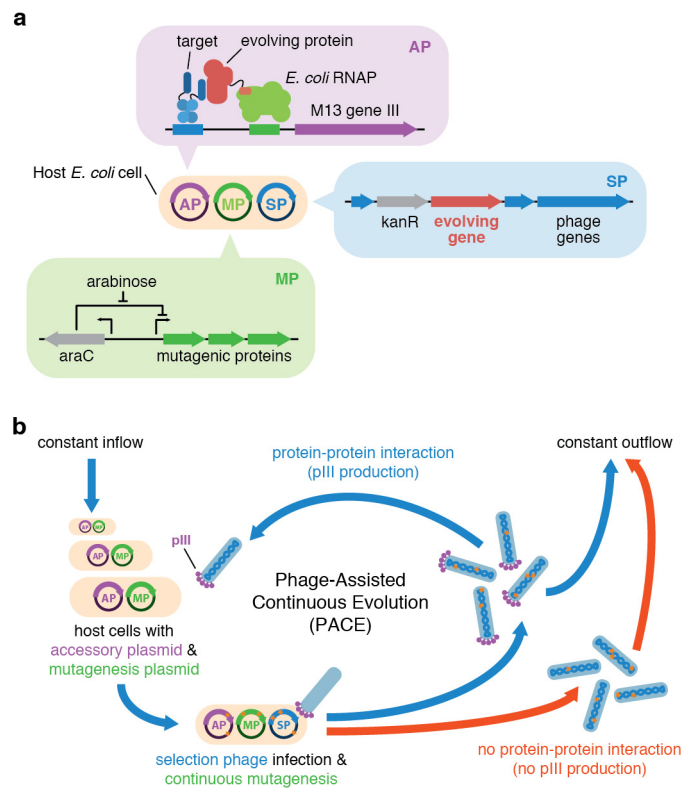 a
target
evolving protein
AP
E. coli RNAP
M13 gene III
Host E. coli cell
AP
MP
SP
SP
kanR
evolving
gene
phage
genes
MP
arabinose
araC
mutagenic proteins
b
constant inflow
protein-protein interaction
(pIII production)
constant outflow
AP
MP
pIII
AP
MP
AP
MP
Phage-Assisted
Continuous Evolution
(PACE)
host cells with
accessory plasmid &
mutagenesis plasmid
AP
MP
SP
selection phage infection &
continuous mutagenesis
no protein-protein interaction
(no pIII production)